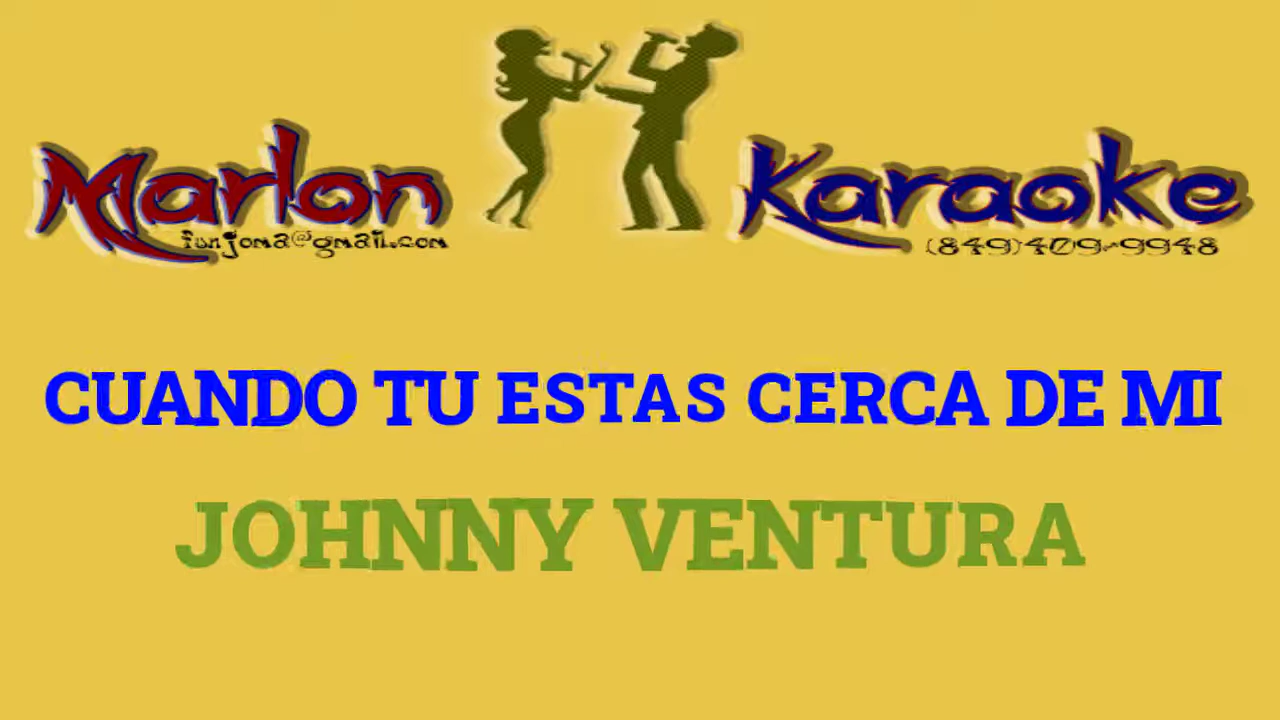 Marlon Karaoke
funjoma@gmail.com (849)409-9948
CUANDO TU ESTAS CERCA DE MI
JOHNNY VENTURA